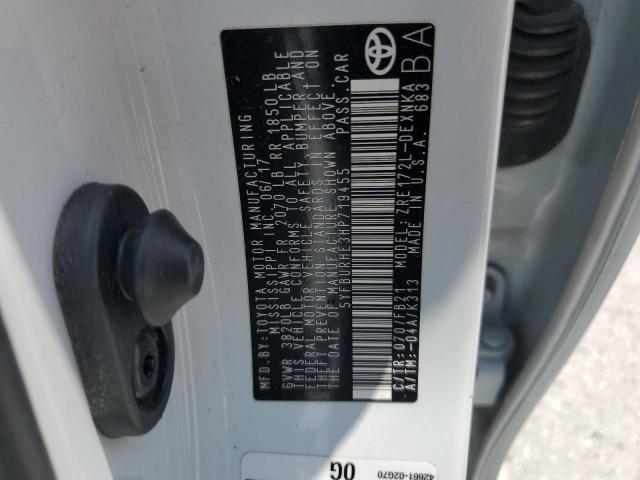 MFD.BY:TOYOTA MOTOR MANUFACTURING
MISSISSIPPI INC. 06/17
GVWR 3820LB GAWR FR 2070 LB RR 1850LB
THIS VEHICLE CONFORMS TO ALL APPLICABLE
FEDERAL MOTOR VEHICLE SAFETY, BUMPER, AND
THEFT PREVENTION STANDARDS IN EFFECT
ON THE DATE OF MANUFACTURE SHOWN ABOVE.
5YFBURHE3HP719455 PASS.CAR
C/TR:070/FB21 MODEL:ZRE172L-DEXNKA
A/TM:-04A/K313 MADE IN U.S.A. 683
BA
0G
42661-02G70